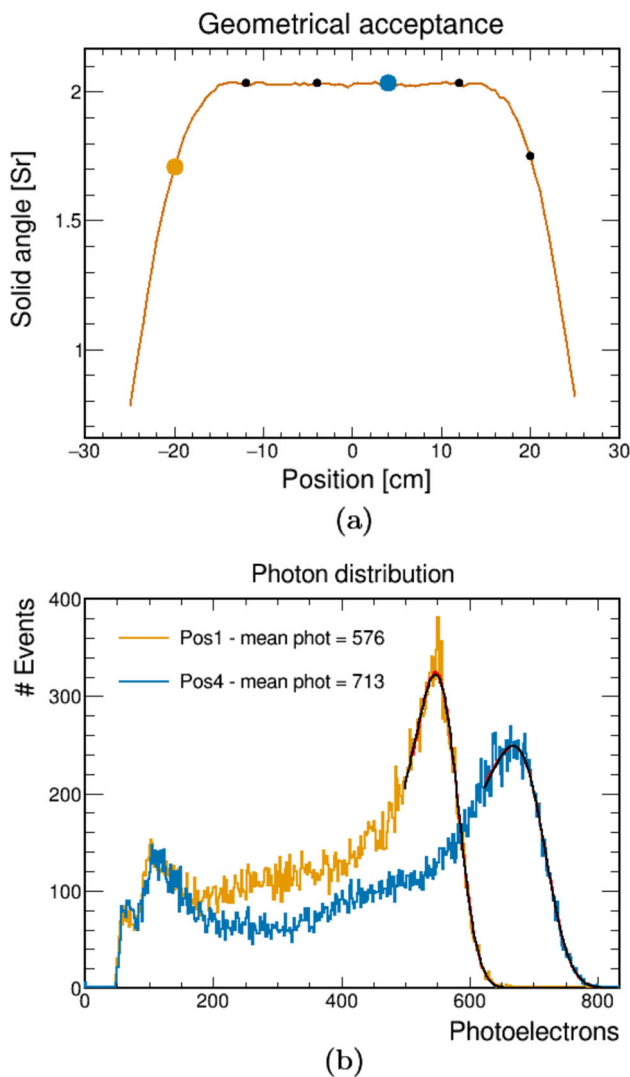 Geometrical acceptance
Solid angle [Sr]
2
1.5
1
−30 −20 −10 0 10 20 30
Position [cm]
(a)
Photon distribution
# Events
400
300
200
100
0
Pos1 - mean phot = 576
Pos4 - mean phot = 713
0 200 400 600 800
Photoelectrons
(b)